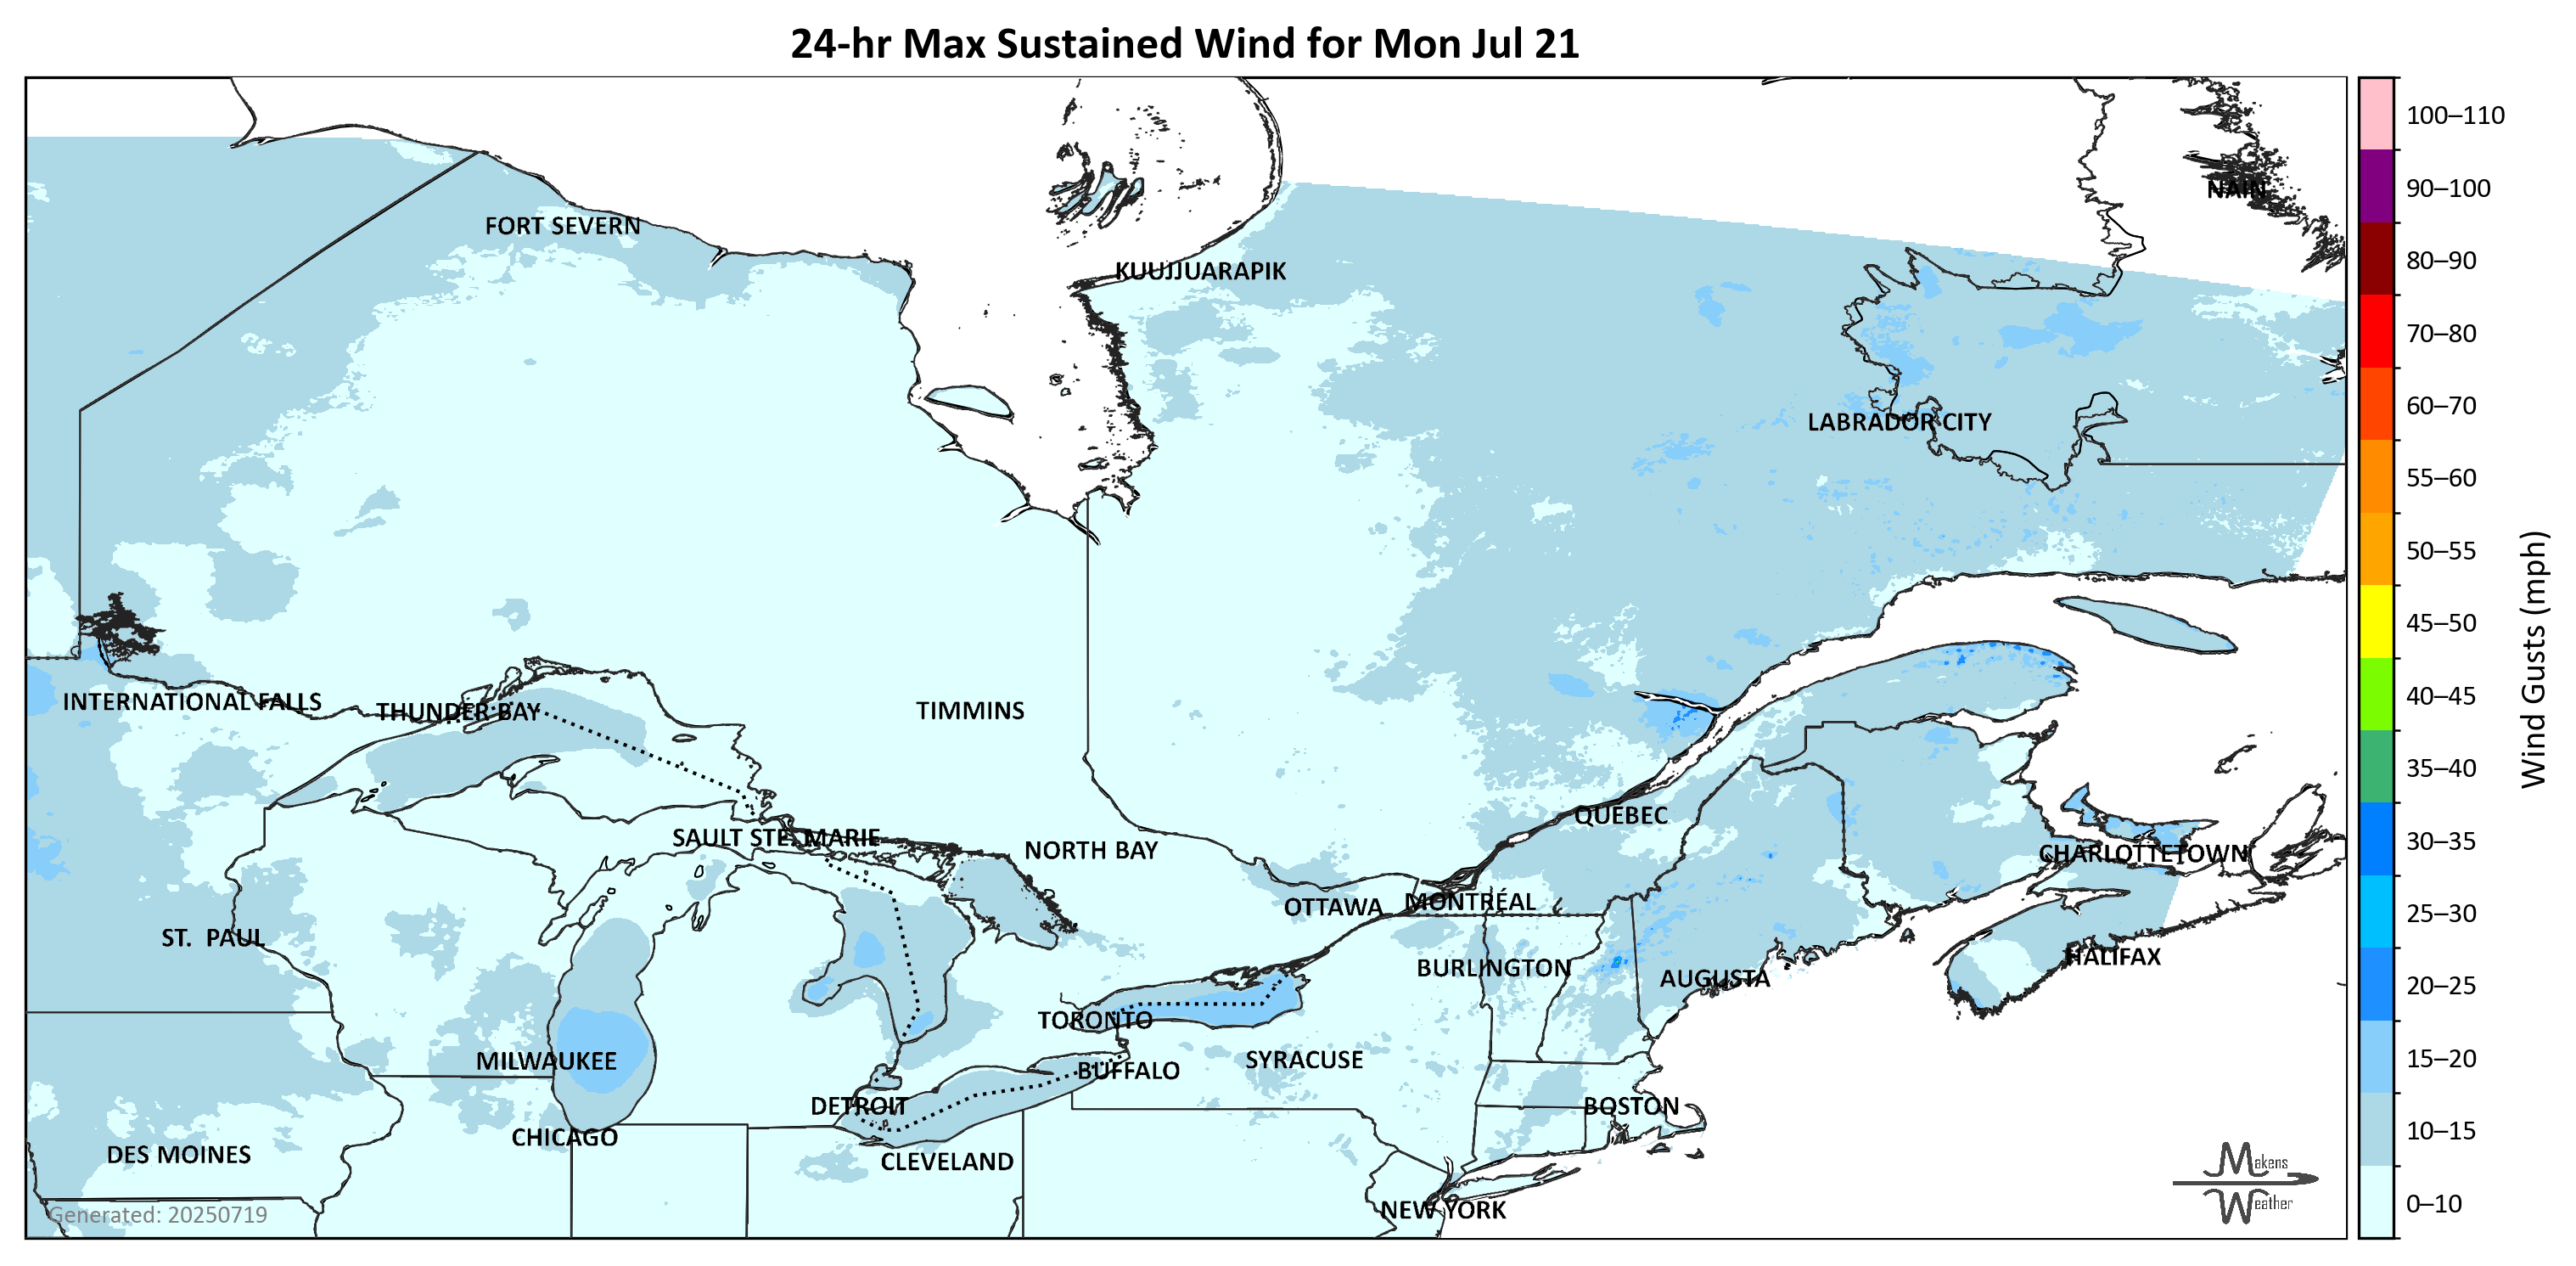 24-hr Max Sustained Wind for Mon Jul 21
100–110
90–100
NAIN
FORT SEVERN
80–90
KUUJJUARAPIK
70–80
60–70
LABRADOR CITY
55–60
50–55
45–50
Wind Gusts (mph)
40–45
INTERNATIONAL FALLS
THUNDER BAY
TIMMINS
35–40
QUEBEC
30–35
SAULT STE. MARIE
NORTH BAY
CHARLOTTETOWN
OTTAWA
MONTRÉAL
25–30
ST. PAUL
HALIFAX
BURLINGTON
AUGUSTA
20–25
TORONTO
MILWAUKEE
SYRACUSE
15–20
BUFFALO
DETROIT
BOSTON
10–15
CHICAGO
DES MOINES
CLEVELAND
Makens
Weather
0–10
NEW YORK
Generated: 20250719